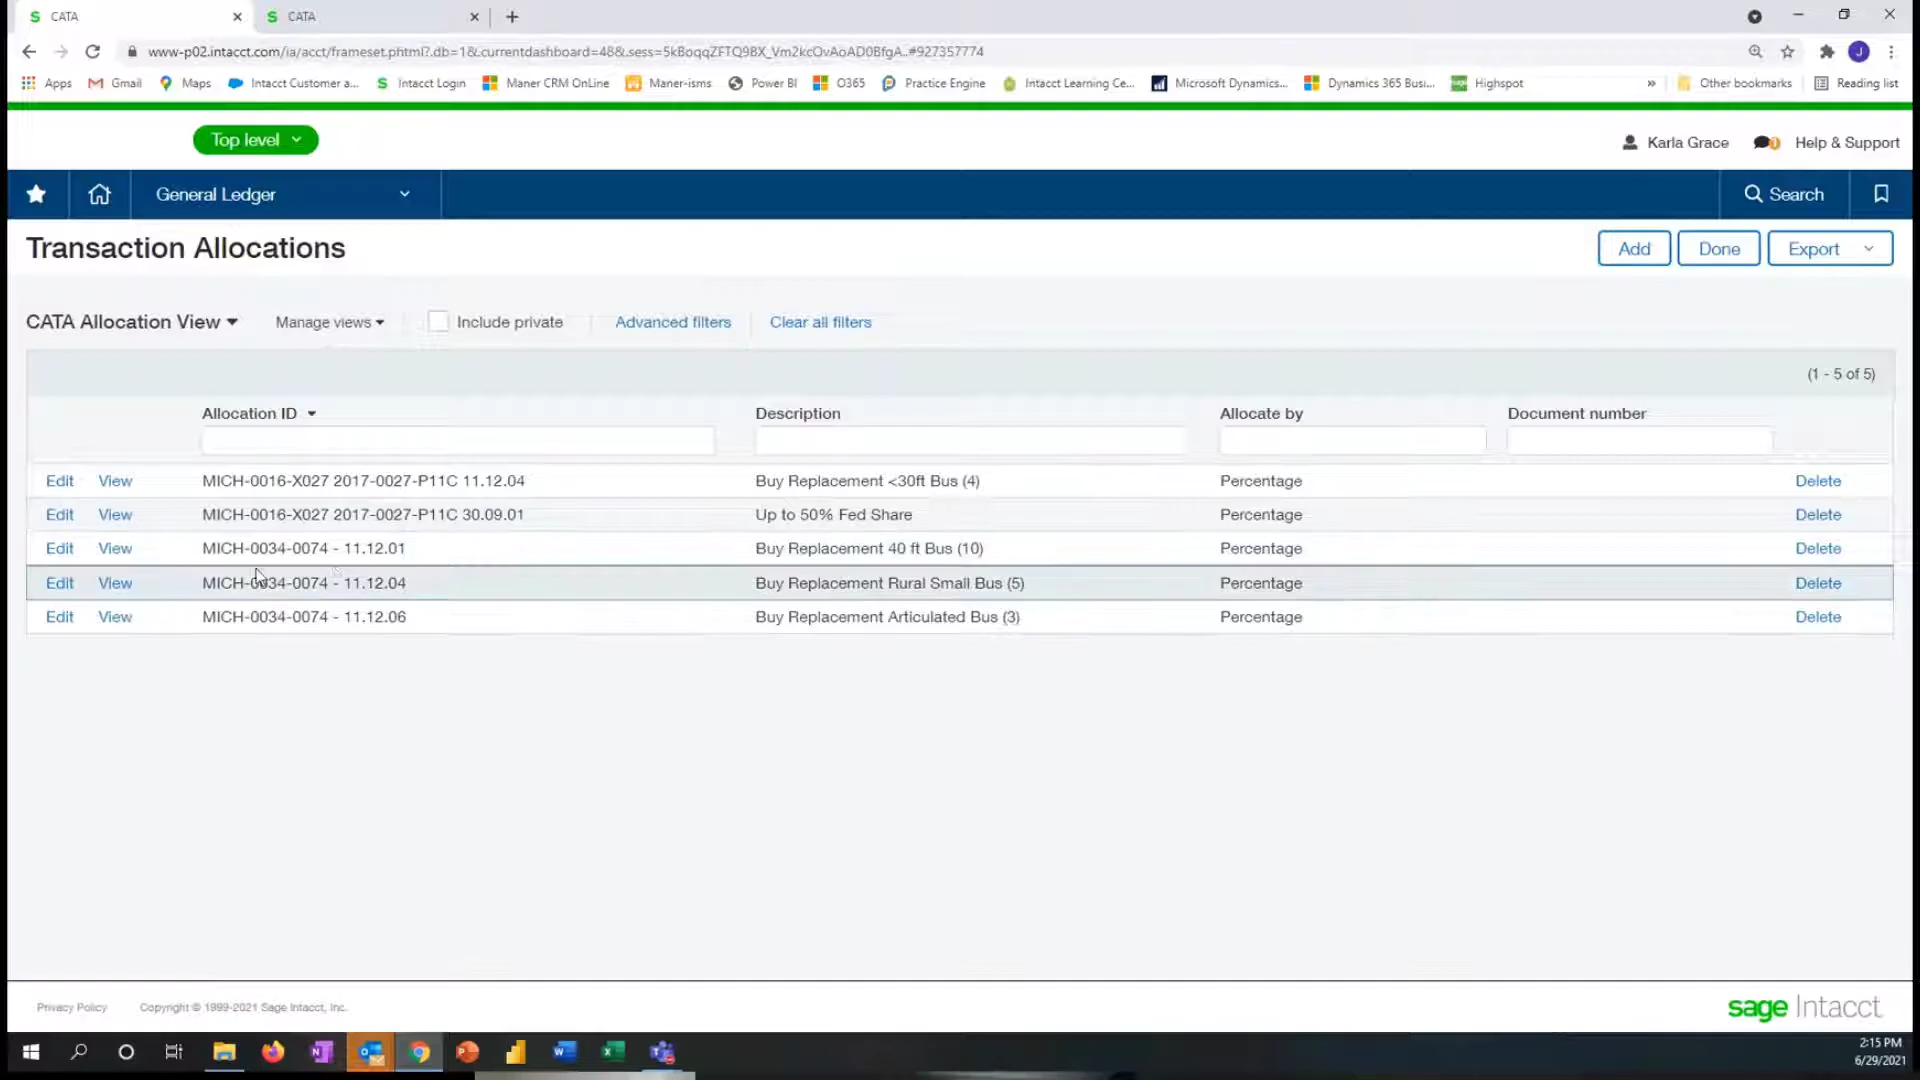 CATA
CATA
www-p02.intacct.com/ia/acct/frameset.phtml?.db=1&.currentdashboard=48&.sess=5kBoqqZFTQ9BX_Vm2kcOvAoAD0BfgA..#927357774
J
Apps Gmail Maps Intacct Customer a... Intacct Login Maner CRM OnLine Maner-isms Power BI O365 Practice Engine Intacct Learning Ce... Microsoft Dynamics... Dynamics 365 Busi... Highspot » Other bookmarks Reading list
Top level
Karla Grace Help & Support
General Ledger Search
Transaction Allocations Add Done Export
CATA Allocation View Manage views Include private Advanced filters Clear all filters
(1 - 5 of 5)
Allocation ID Description Allocate by Document number
Edit View MICH-0016-X027 2017-0027-P11C 11.12.04 Buy Replacement <30ft Bus (4) Percentage Delete
Edit View MICH-0016-X027 2017-0027-P11C 30.09.01 Up to 50% Fed Share Percentage Delete
Edit View MICH-0034-0074 - 11.12.01 Buy Replacement 40 ft Bus (10) Percentage Delete
Edit View MICH-0034-0074 - 11.12.04 Buy Replacement Rural Small Bus (5) Percentage Delete
Edit View MICH-0034-0074 - 11.12.06 Buy Replacement Articulated Bus (3) Percentage Delete
Privacy Policy Copyright © 1999-2021 Sage Intacct, Inc. sage Intacct
2:15 PM
6/29/2021